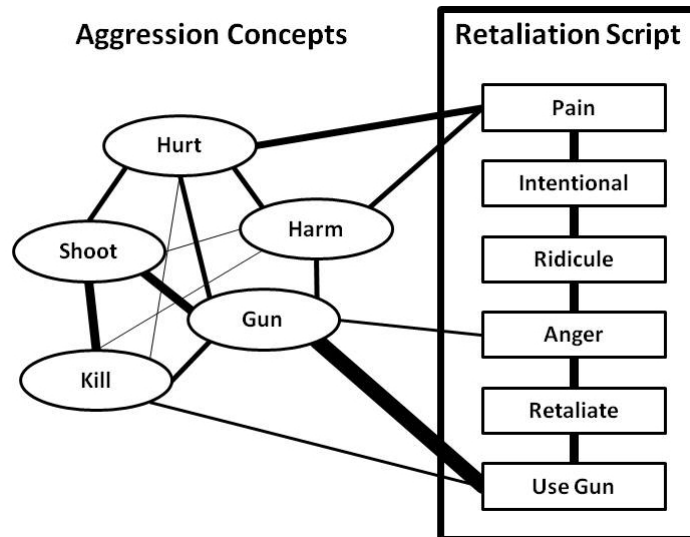 Aggression Concepts
Retaliation Script
Hurt
Harm
Shoot
Gun
Kill
Pain
Intentional
Ridicule
Anger
Retaliate
Use Gun